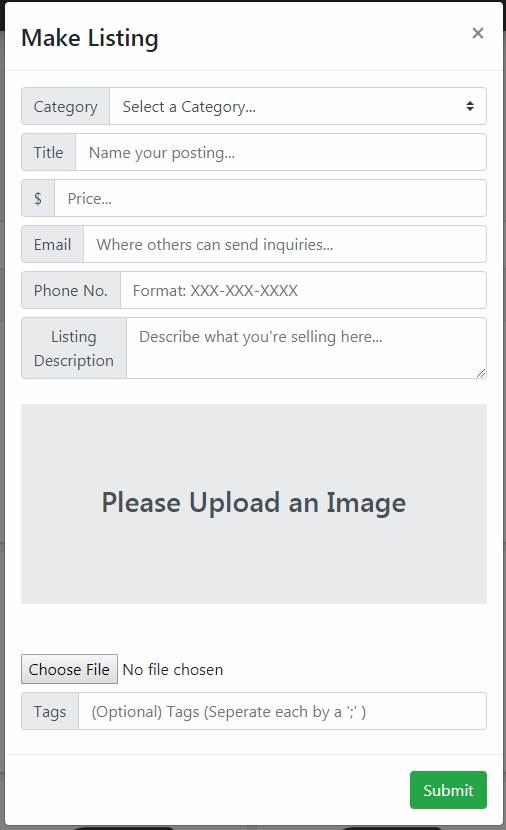 Make Listing ×
Category Select a Category...
Title Name your posting...
$ Price...
Email Where others can send inquiries...
Phone No. Format: XXX-XXX-XXXX
Listing Description Describe what you're selling here...
Please Upload an Image
Choose File No file chosen
Tags (Optional) Tags (Seperate each by a ';' )
Submit